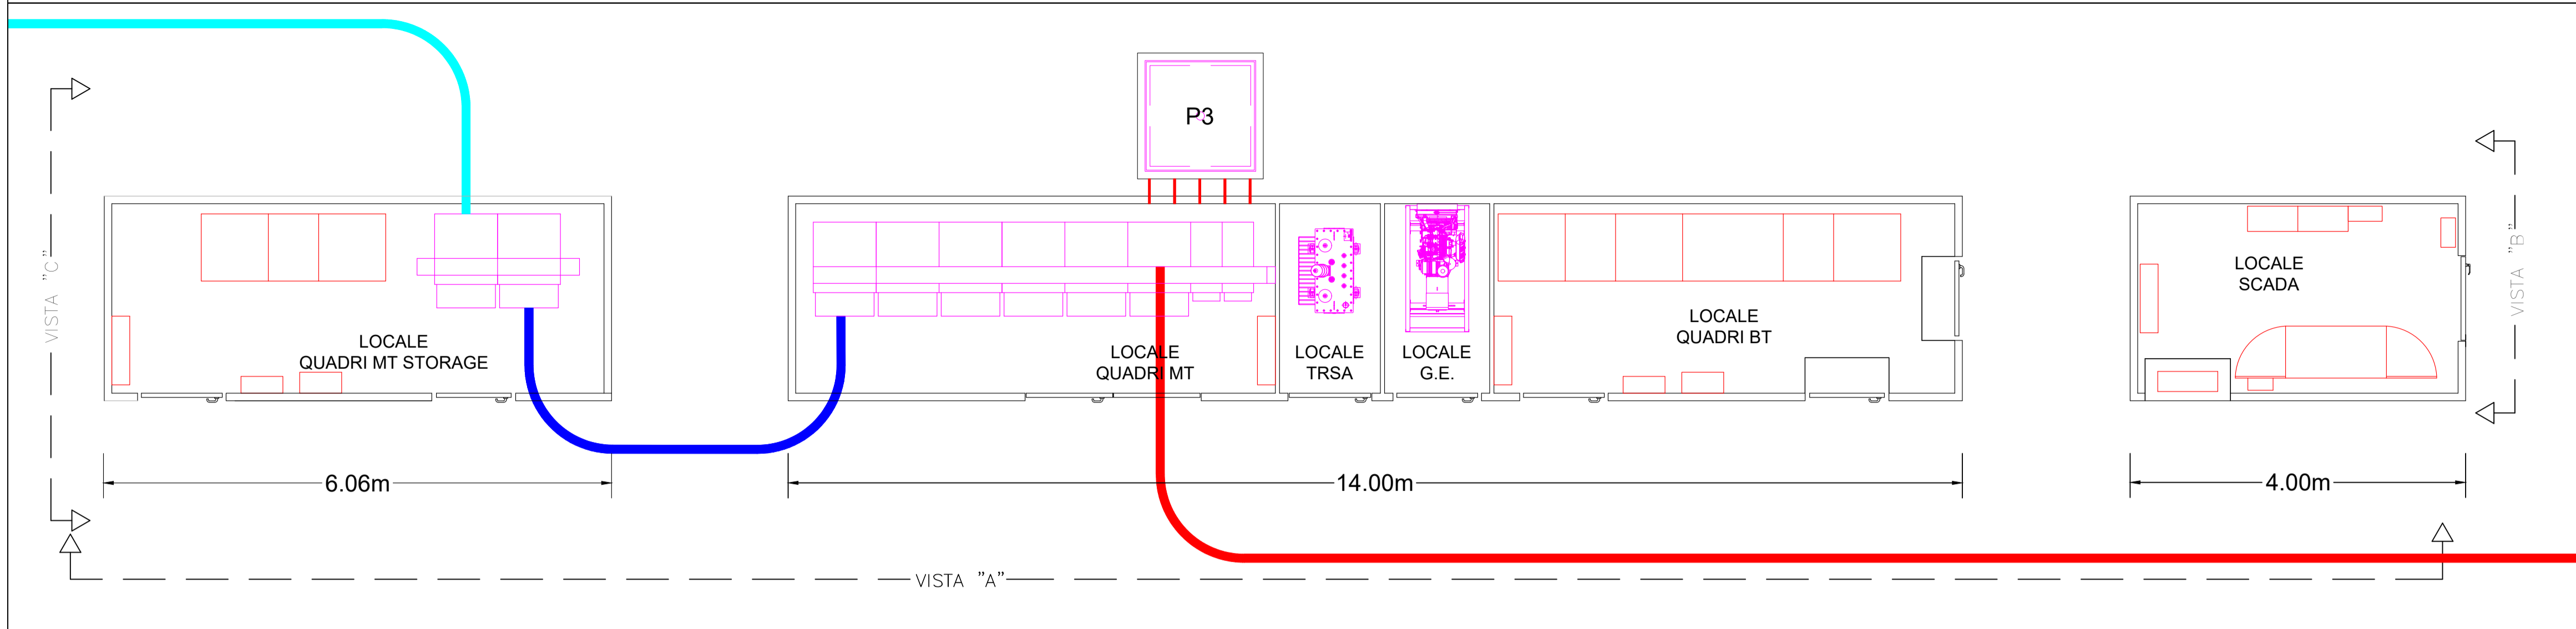 P3
VISTA "C"
LOCALE
QUADRI MT STORAGE
LOCALE
QUADRI MT
LOCALE
TRSA
LOCALE
G.E.
LOCALE
QUADRI BT
LOCALE
SCADA
VISTA "B"
6.06m
14.00m
4.00m
VISTA "A"